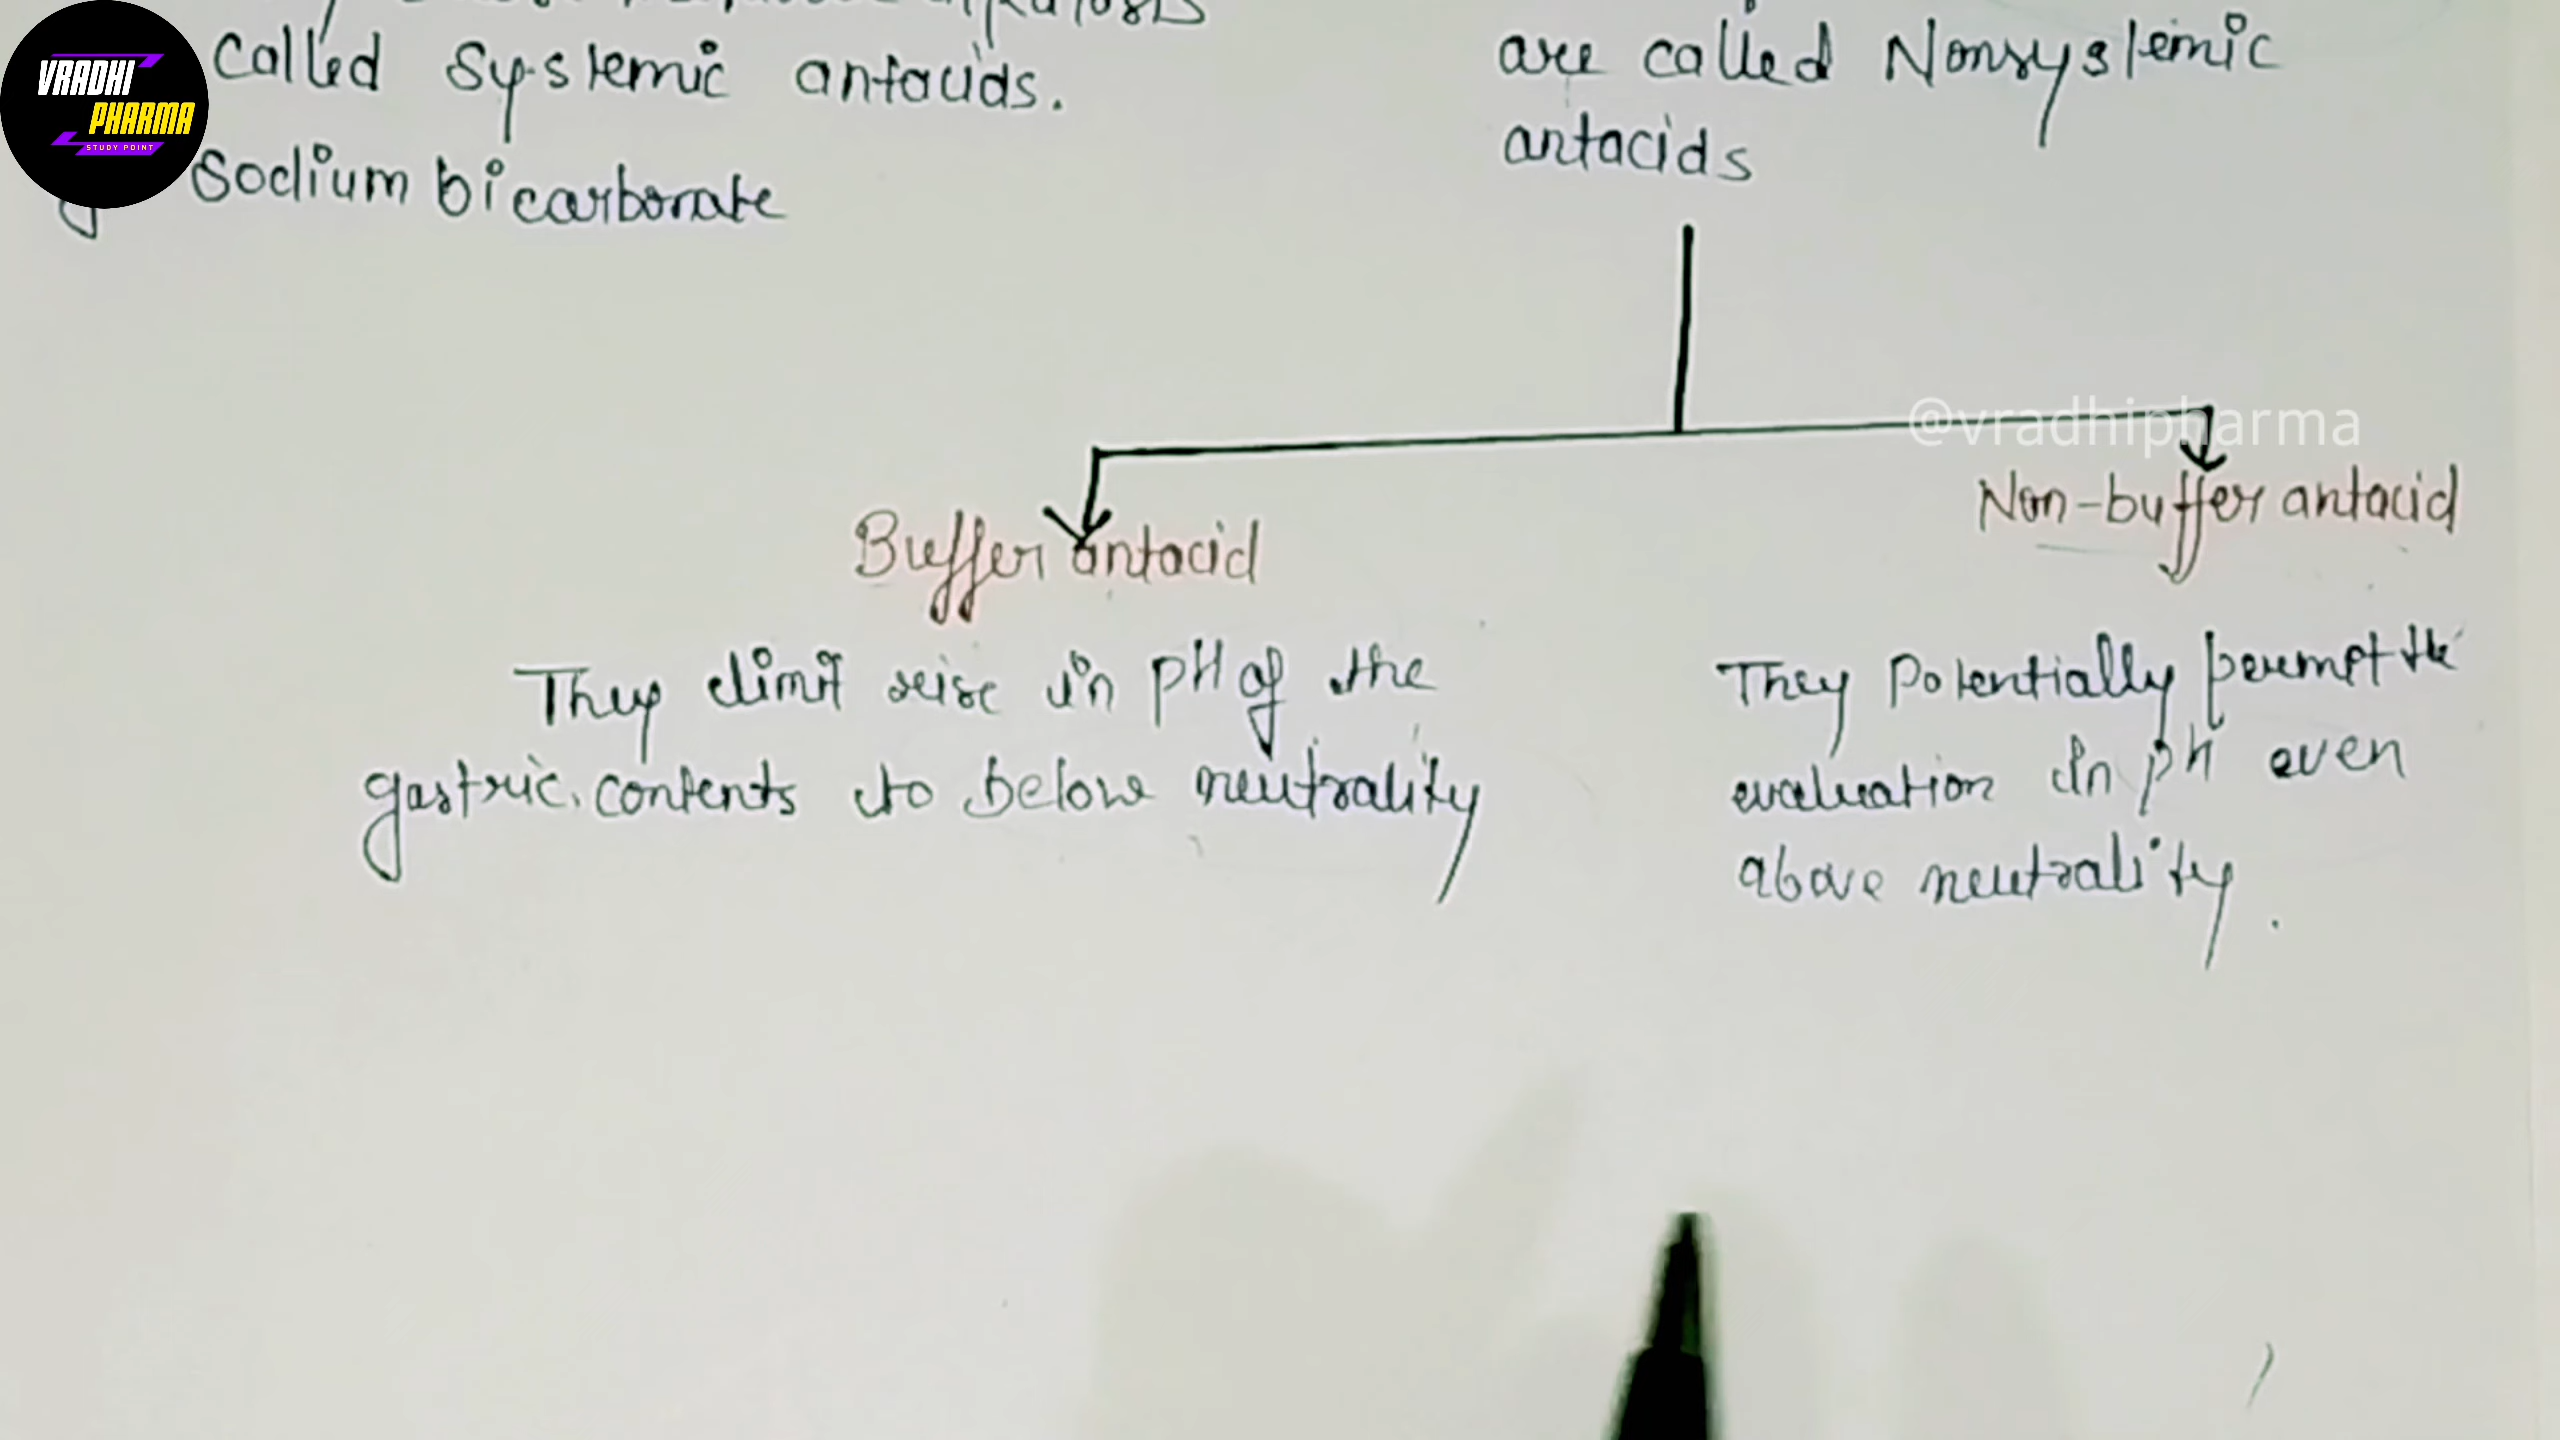 called systemic antacids.
Sodium bicarbonate
are called Nonsystemic
antacids
Buffer antacid
They limit rise in pH of the
gastric contents to below neutrality
Non-buffer antacid
They Potentially permpt the
evaluation in pH even
above neutrality.
VRADHI
PHARMA
STUDY POINT
@vradhipharma